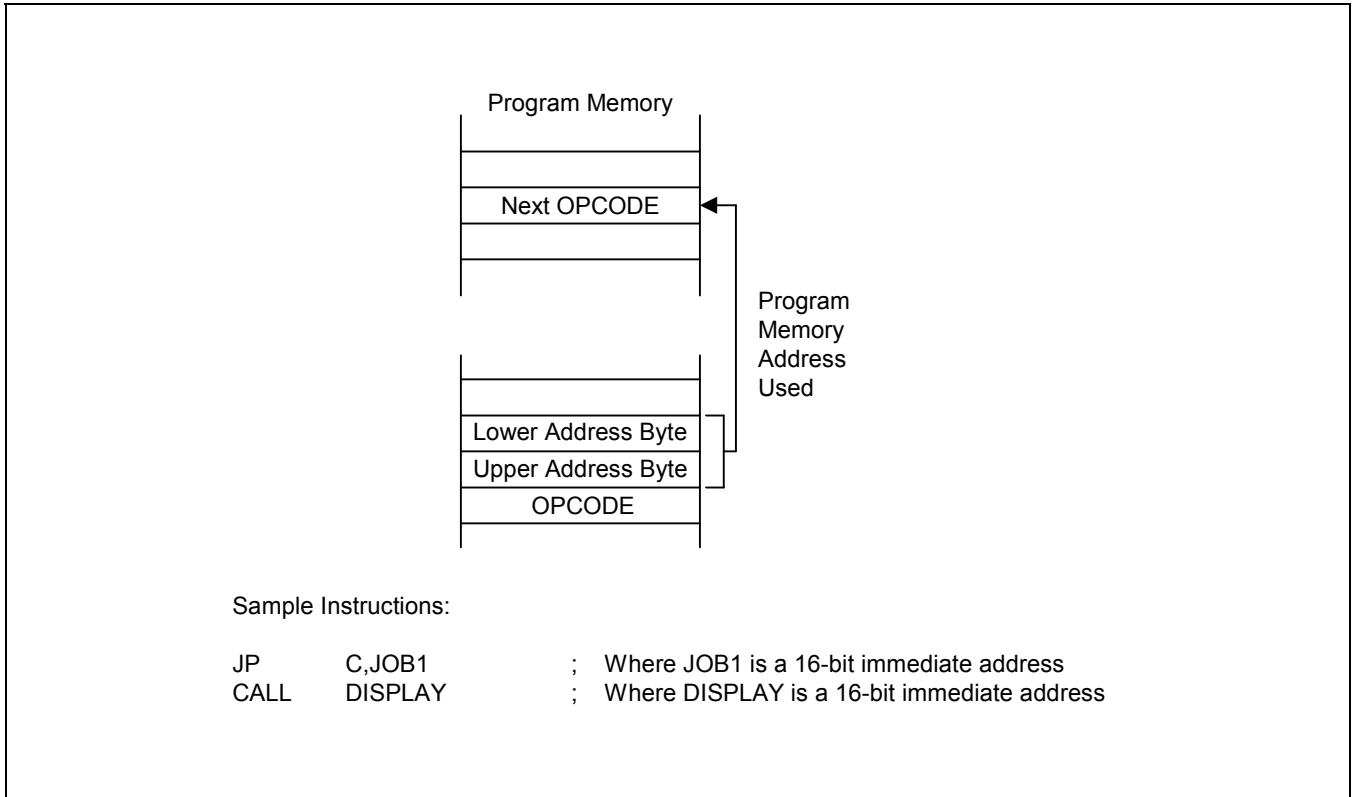 Program Memory
Next OPCODE
Program
Memory
Address
Used
Lower Address Byte
Upper Address Byte
OPCODE
Sample Instructions:
JP C,JOB1 ; Where JOB1 is a 16-bit immediate address
CALL DISPLAY ; Where DISPLAY is a 16-bit immediate address